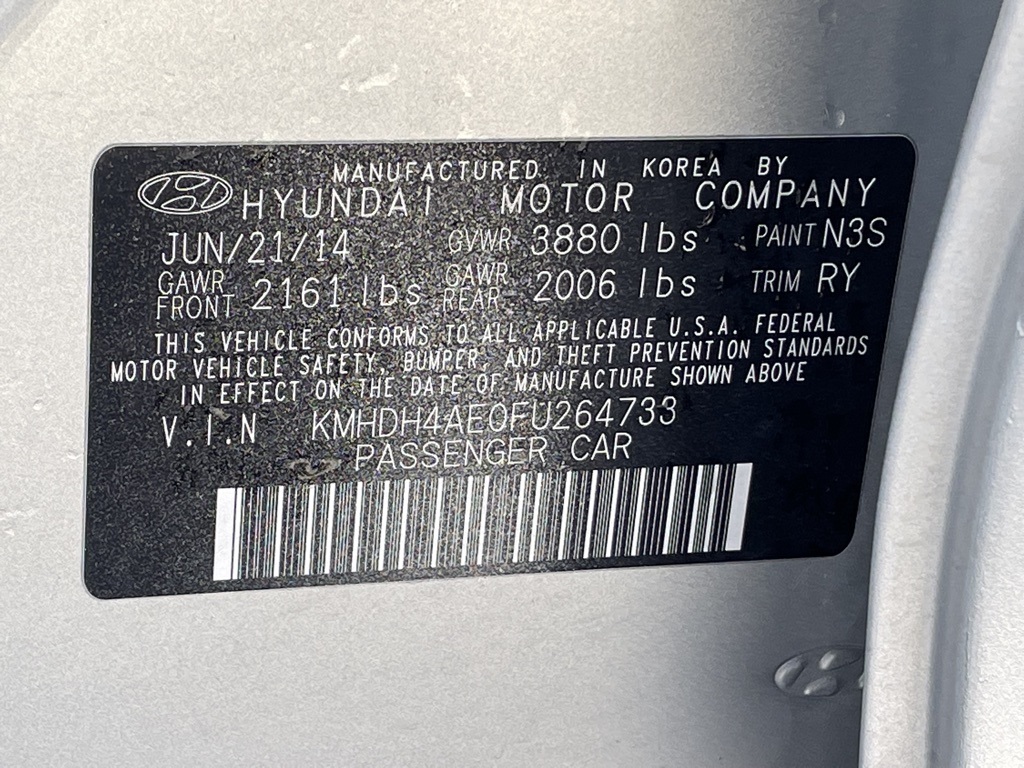 MANUFACTURED IN KOREA BY
HYUNDAI MOTOR COMPANY
JUN/21/14 GVWR 3880 lbs PAINT N3S
GAWR FRONT 2161 lbs GAWR REAR 2006 lbs TRIM RY
THIS VEHICLE CONFORMS TO ALL APPLICABLE U.S.A. FEDERAL
MOTOR VEHICLE SAFETY, BUMPER, AND THEFT PREVENTION STANDARDS
IN EFFECT ON THE DATE OF MANUFACTURE SHOWN ABOVE
V.I.N KMHDH4AE0FU264733
PASSENGER CAR